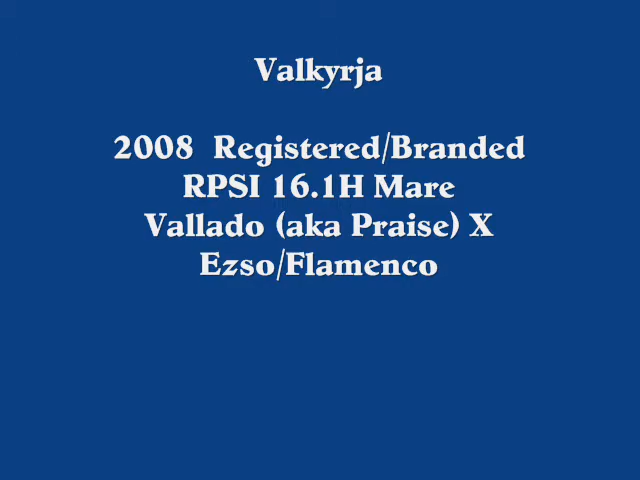 Valkyrja
2008 Registered/Branded
RPSI 16.1H Mare
Vallado (aka Praise) X
Ezso/Flamenco